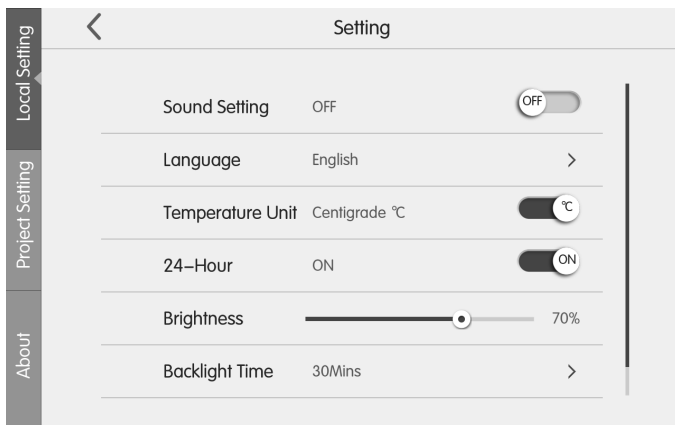 Setting
Local Setting
Project Setting
About
Sound Setting OFF OFF
Language English
Temperature Unit Centigrade ℃ ℃
24–Hour ON ON
Brightness 70%
Backlight Time 30Mins